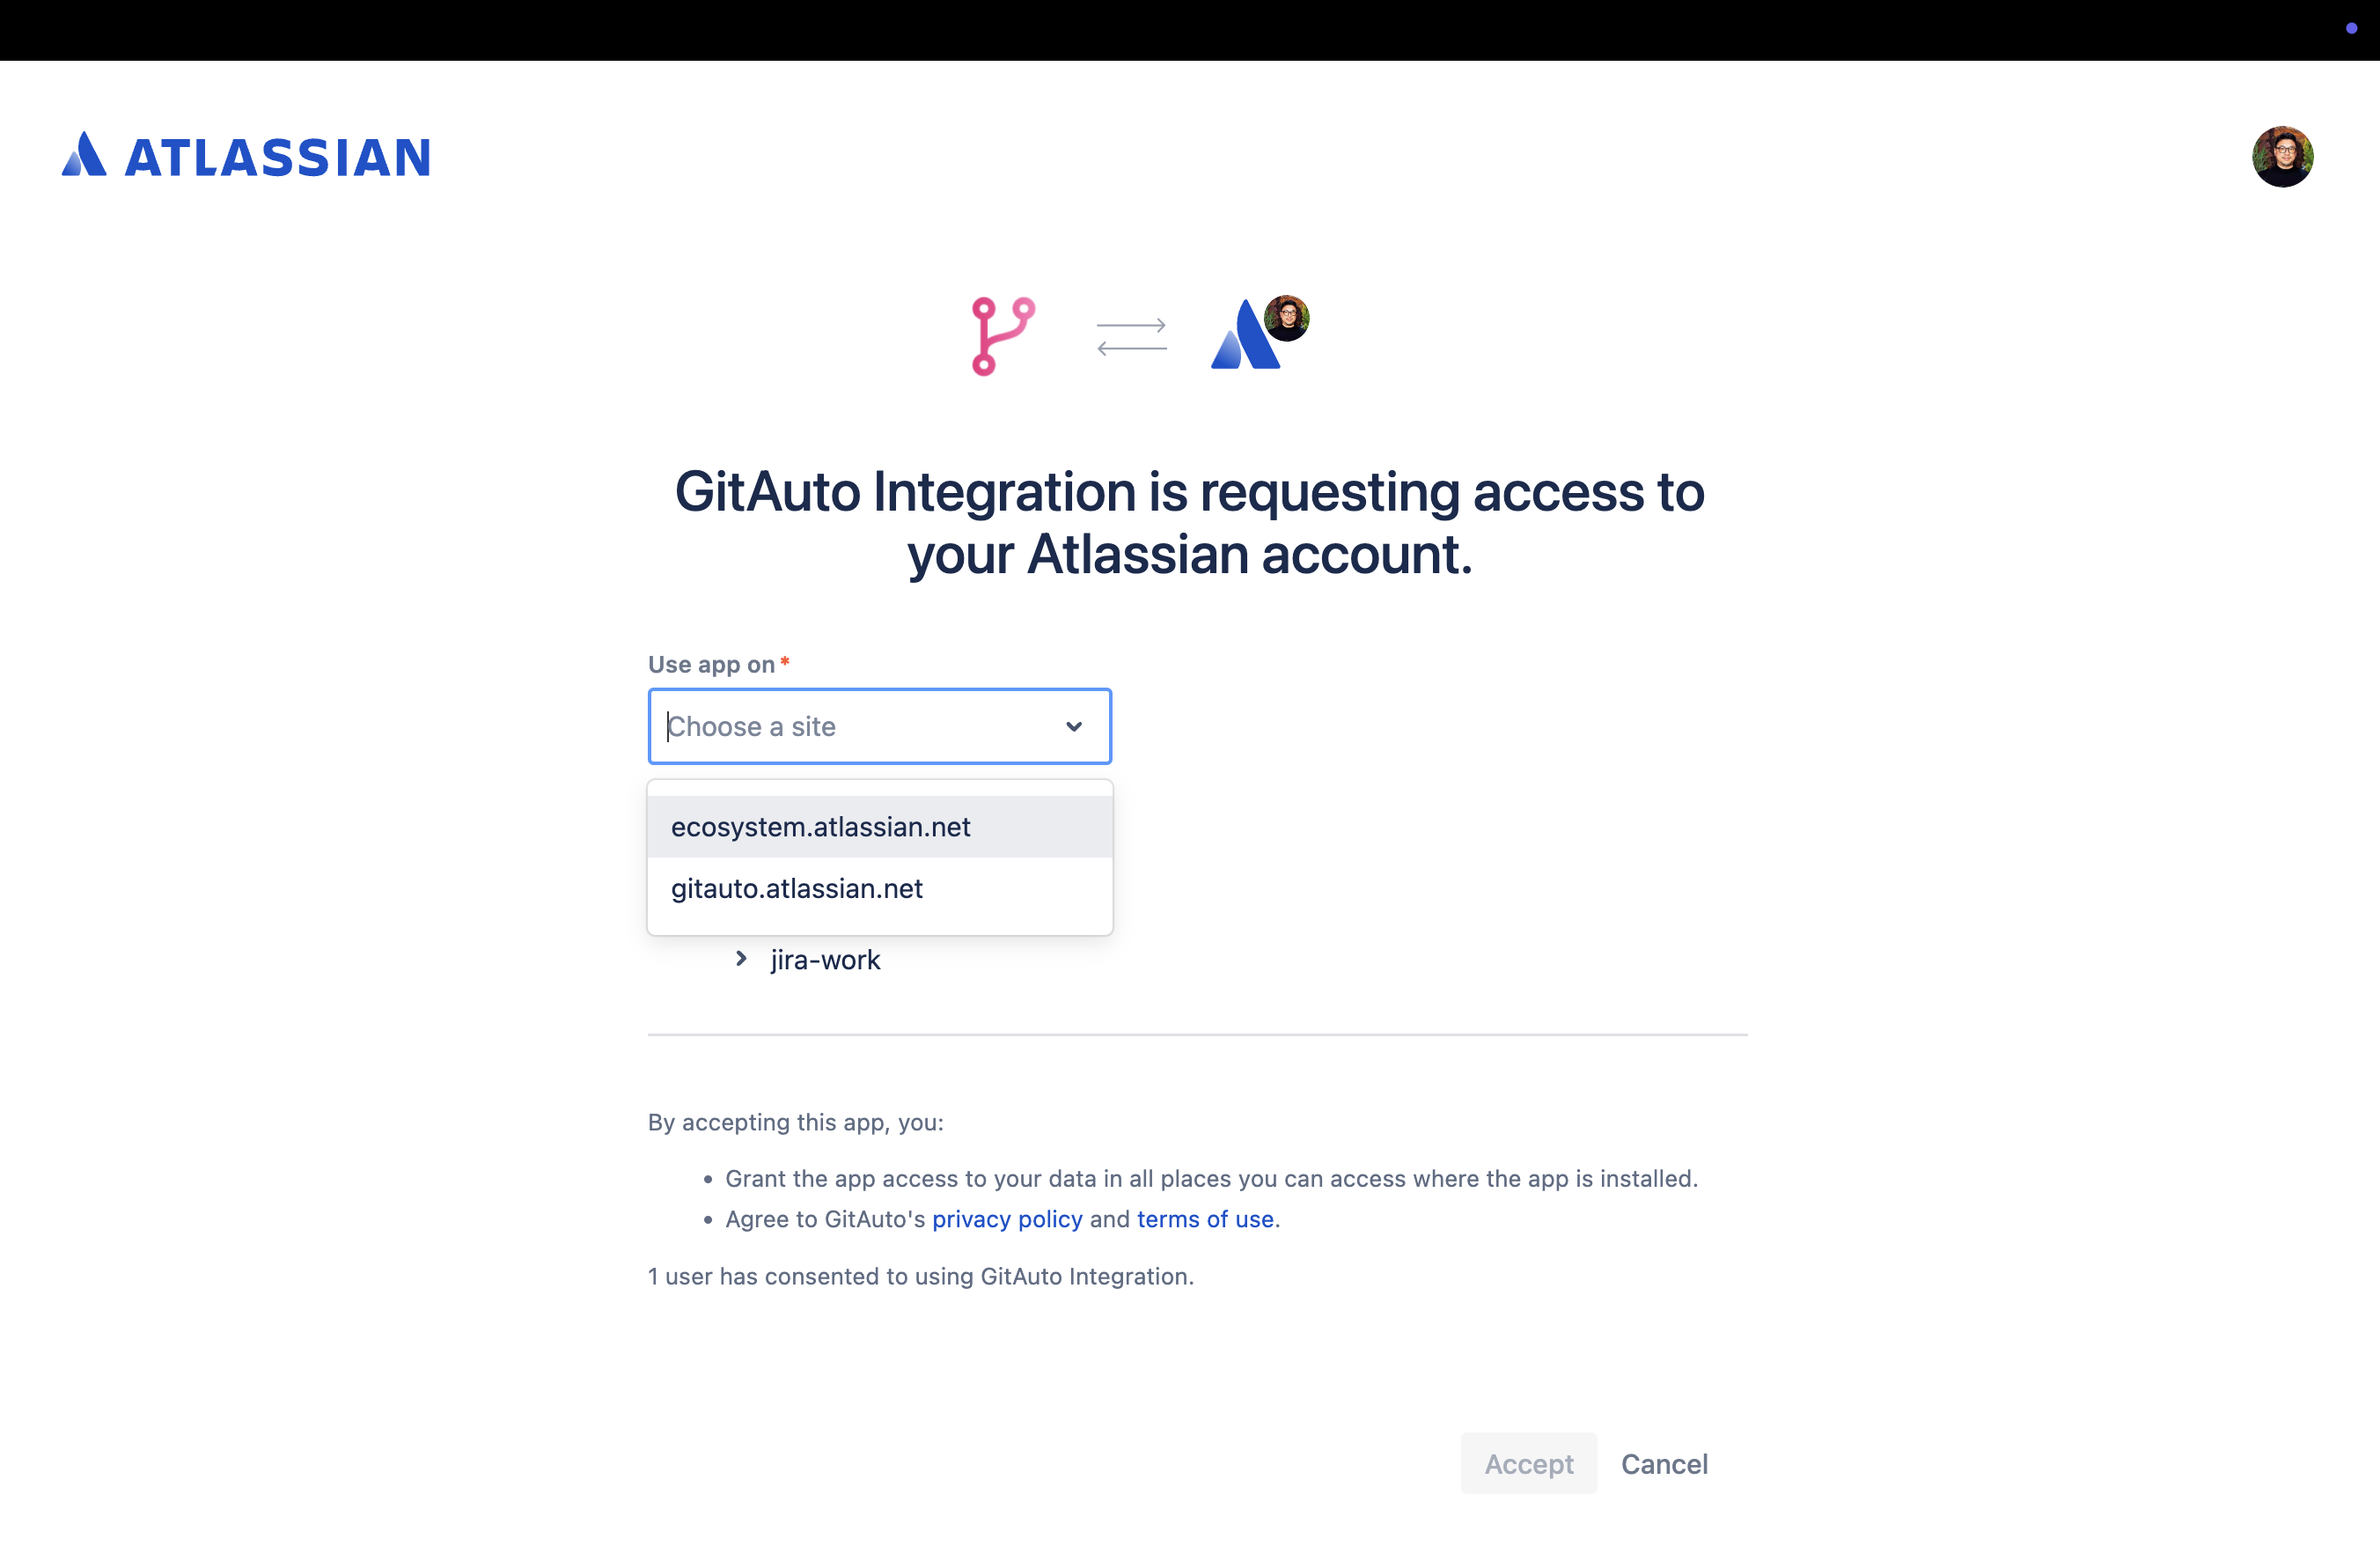 ATLASSIAN
GitAuto Integration is requesting access to
your Atlassian account.
Use app on *
Choose a site
ecosystem.atlassian.net
gitauto.atlassian.net
jira-work
By accepting this app, you:
• Grant the app access to your data in all places you can access where the app is installed.
• Agree to GitAuto's privacy policy and terms of use.
1 user has consented to using GitAuto Integration.
Accept Cancel